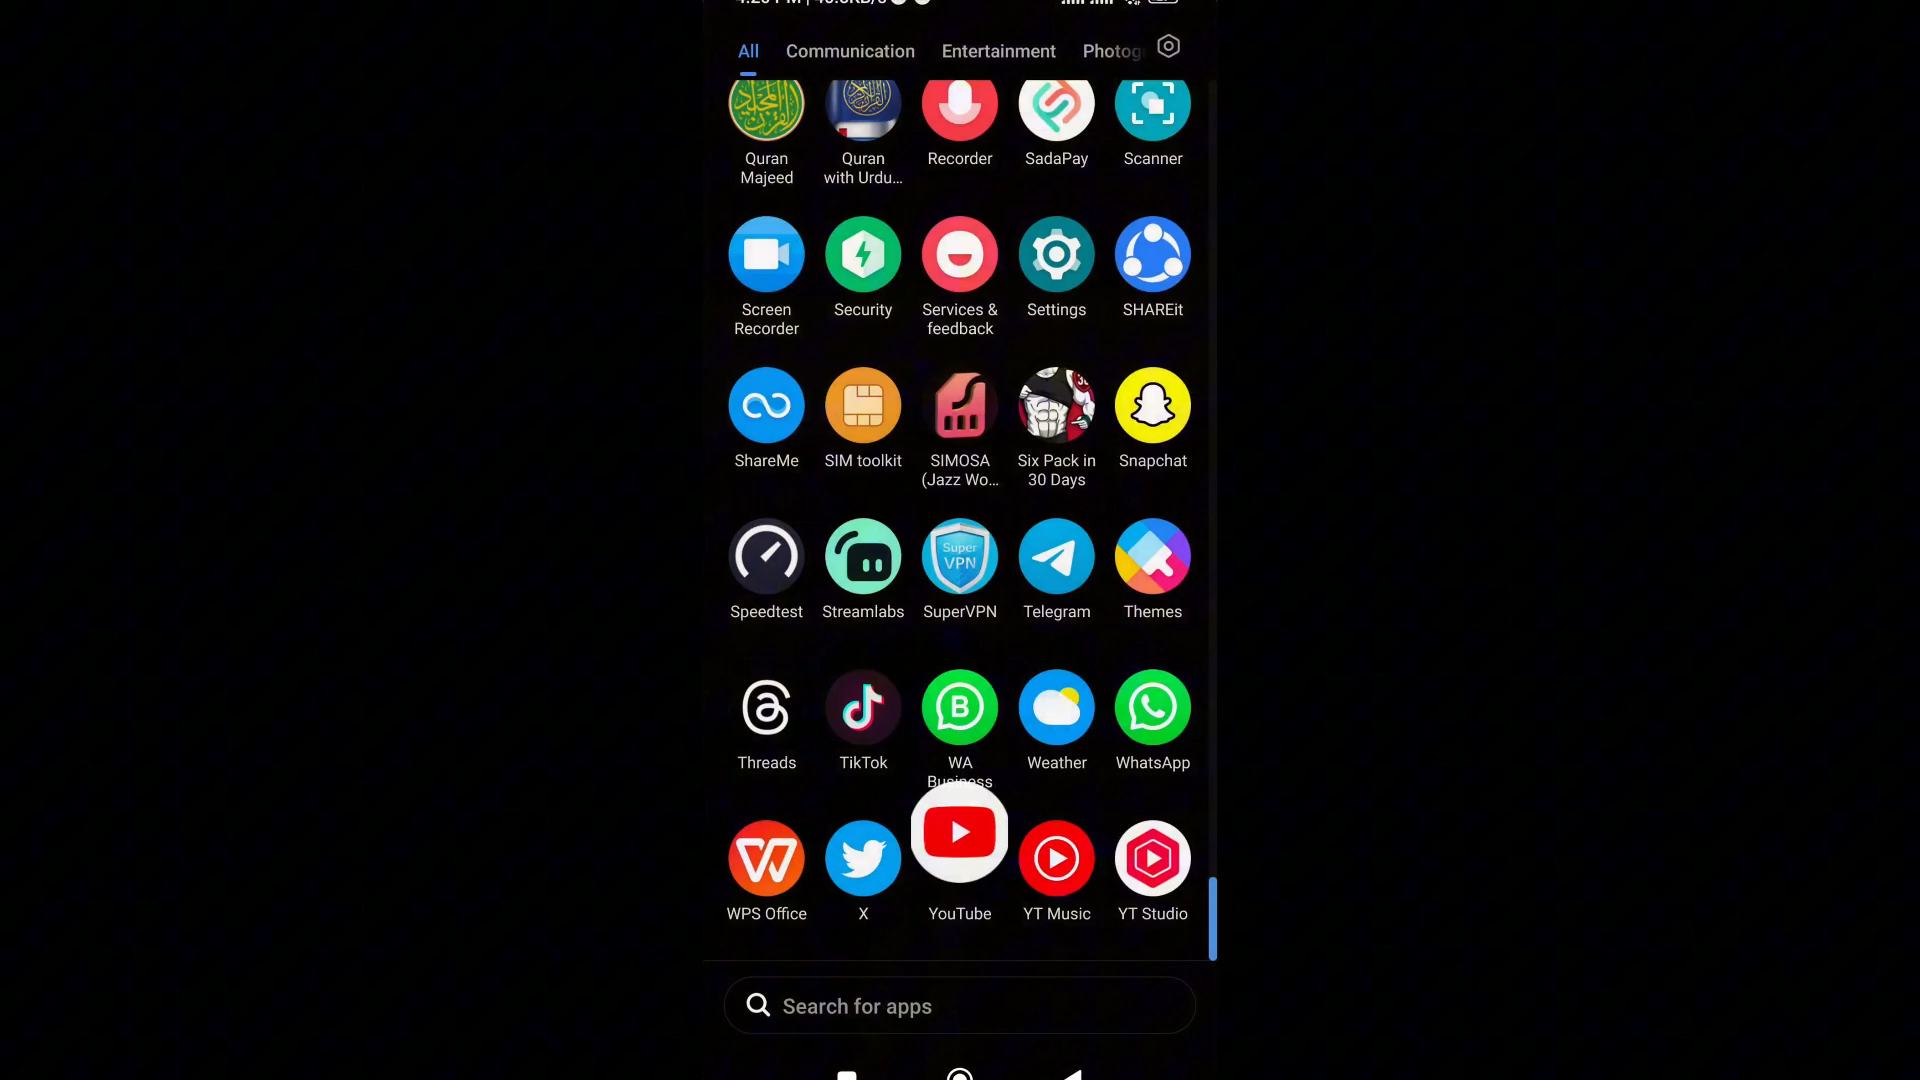 All Communication Entertainment Photog
Quran Majeed
Quran with Urdu...
Recorder
SadaPay
Scanner
Screen Recorder
Security
Services & feedback
Settings
SHAREit
ShareMe
SIM toolkit
SIMOSA (Jazz Wo...
Six Pack in 30 Days
Snapchat
Super
VPN
Speedtest
Streamlabs
SuperVPN
Telegram
Themes
B
Threads
TikTok
WA Business
Weather
WhatsApp
WPS Office
X
YouTube
YT Music
YT Studio
Search for apps